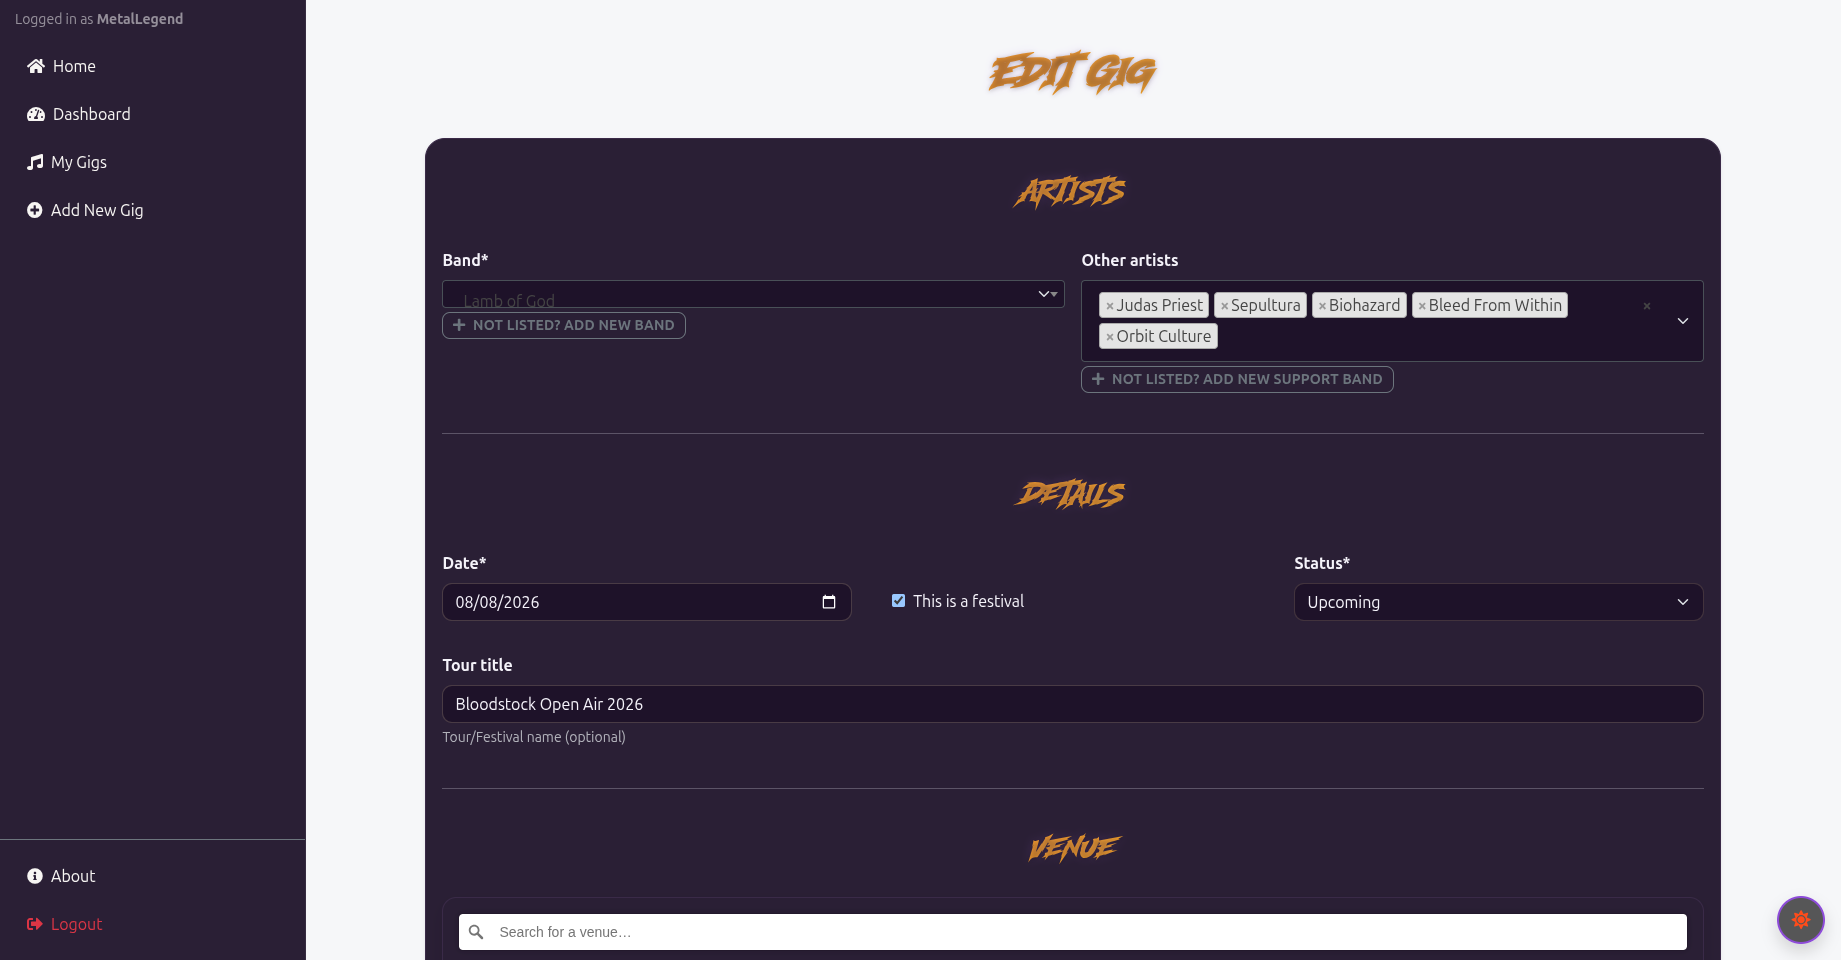 Logged in as MetalLegend
Home
Dashboard
My Gigs
Add New Gig
About
Logout
Edit Gig
Artists
Band*
Lamb of God
NOT LISTED? ADD NEW BAND
Other artists
×Judas Priest ×Sepultura ×Biohazard ×Bleed From Within ×
×Orbit Culture
NOT LISTED? ADD NEW SUPPORT BAND
Details
Date*
08/08/2026
This is a festival
Status*
Upcoming
Tour title
Bloodstock Open Air 2026
Tour/Festival name (optional)
Venue
Search for a venue…